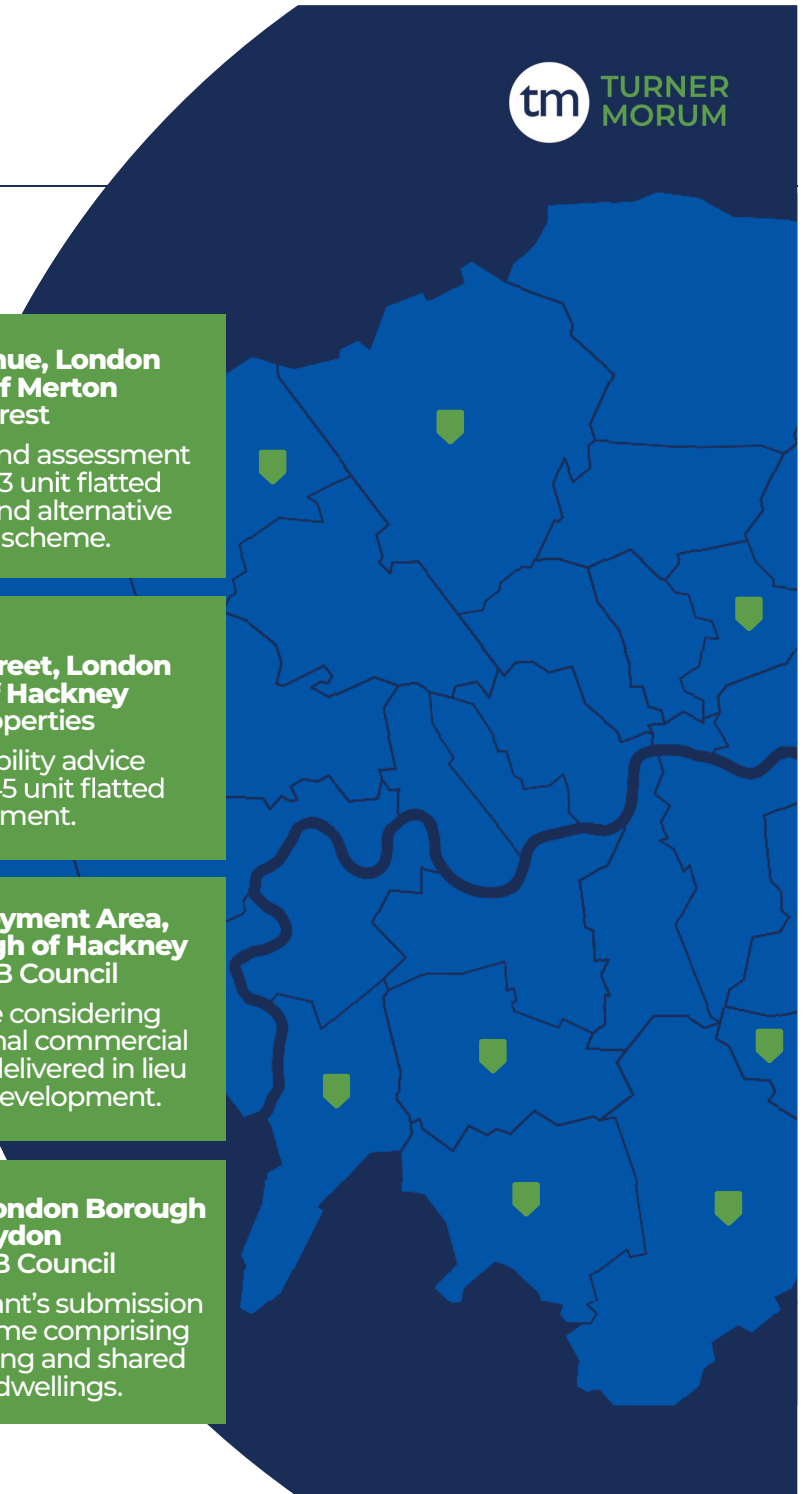 tm
TURNER
MORUM
nue, London
f Merton
rest
nd assessment
3 unit flatted
nd alternative
scheme.
reet, London
f Hackney
operties
bility advice
45 unit flatted
ment.
yment Area,
gh of Hackney
B Council
e considering
nal commercial
delivered in lieu
evelopment.
ondon Borough
ydon
B Council
ant’s submission
me comprising
ng and shared
dwellings.